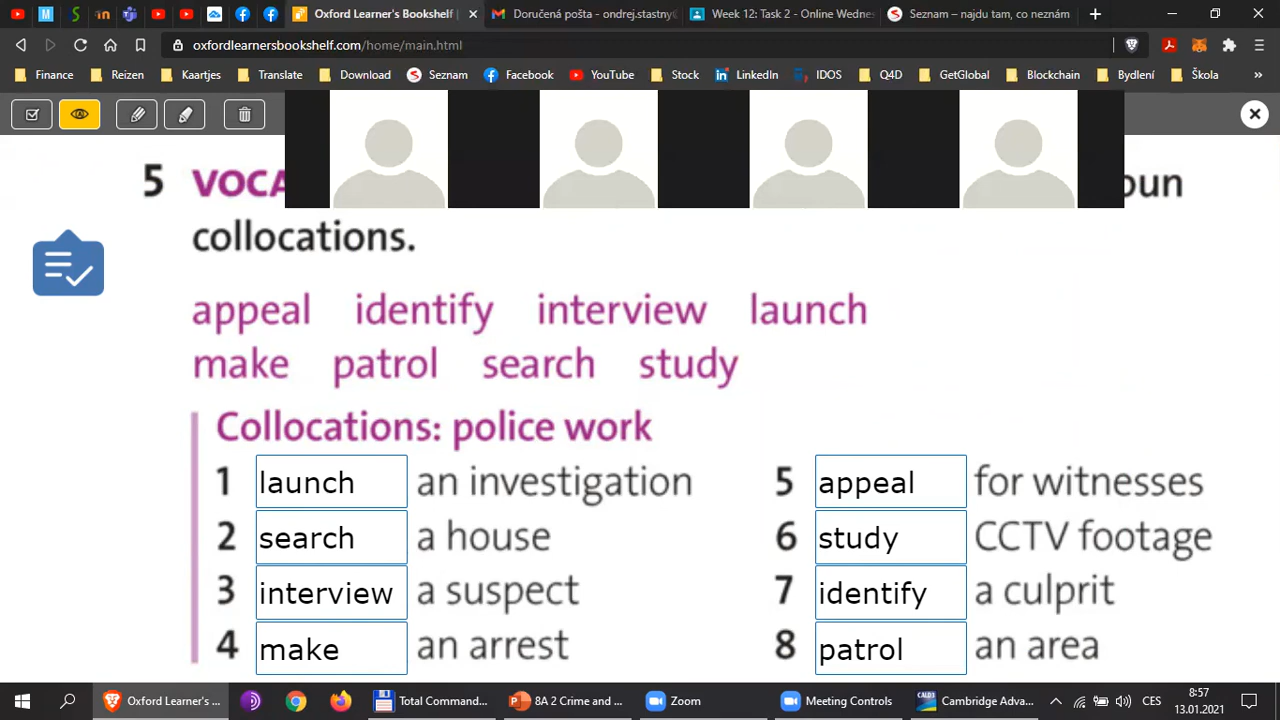 Oxford Learner's Bookshelf |
Doručená pošta - ondrej.stastny
Week 12: Task 2 - Online Wednes
Seznam – najdu tam, co neznám
oxfordlearnersbookshelf.com/home/main.html
Finance Reizen Kaartjes Translate Download Seznam Facebook YouTube Stock LinkedIn IDOS Q4D GetGlobal Blockchain Bydlení Škola »
5 VOCA oun
collocations.
appeal identify interview launch
make patrol search study
Collocations: police work
1 launch an investigation
2 search a house
3 interview a suspect
4 make an arrest
5 appeal for witnesses
6 study CCTV footage
7 identify a culprit
8 patrol an area
Oxford Learner's ... Total Command... 8A 2 Crime and ... Zoom Meeting Controls Cambridge Adva... CES 8:57
13.01.2021